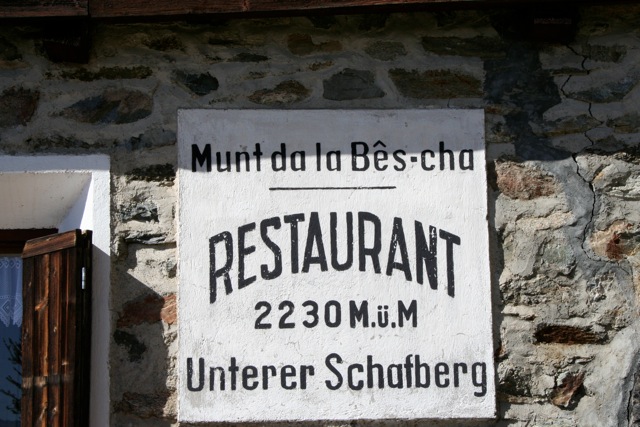 Munt da la Bês-cha
RESTAURANT
2230 M.ü.M
Unterer Schafberg